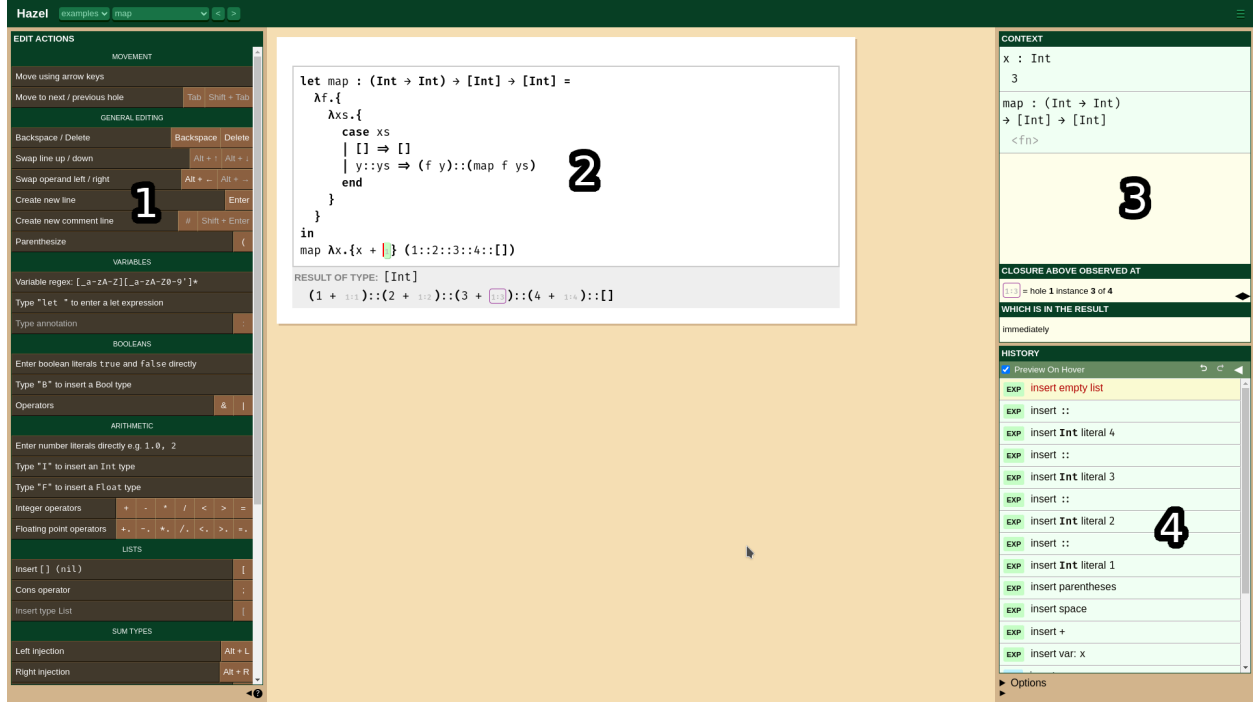 Hazel examples map < >
EDIT ACTIONS
MOVEMENT
Move using arrow keys
Move to next / previous hole Tab Shift + Tab
GENERAL EDITING
Backspace / Delete Backspace Delete
Swap line up / down Alt + ↑ Alt + ↓
Swap operand left / right Alt + ← Alt + →
Create new line Enter
Create new comment line # Shift + Enter
Parenthesize (
1
VARIABLES
Variable regex: [_a-zA-Z][_a-zA-Z0-9']*
Type "let " to enter a let expression
Type annotation :
BOOLEANS
Enter boolean literals true and false directly
Type "B" to insert a Bool type
Operators & |
ARITHMETIC
Enter number literals directly e.g. 1.0, 2
Type "I" to insert an Int type
Type "F" to insert a Float type
Integer operators + - * / < > =
Floating point operators +. -. *. /. <. >. =.
LISTS
Insert [] (nil) [
Cons operator ;
Insert type List [
SUM TYPES
Left injection Alt + L
Right injection Alt + R
?
let map : (Int → Int) → [Int] → [Int] =
λf.{
λxs.{
case xs
| [] ⇒ []
| y::ys ⇒ (f y)::(map f ys)
end
}
}
in
map λx.{x + 1} (1::2::3::4::[])
2
RESULT OF TYPE: [Int]
(1 + 1:1)::(2 + 1:2)::(3 + 1:3)::(4 + 1:4)::[]
CONTEXT
x : Int
3
map : (Int → Int)
→ [Int] → [Int]
<fn>
3
CLOSURE ABOVE OBSERVED AT
1:3 = hole 1 instance 3 of 4
WHICH IS IN THE RESULT
immediately
HISTORY
Preview On Hover
EXP insert empty list
EXP insert ::
EXP insert Int literal 4
EXP insert ::
EXP insert Int literal 3
EXP insert ::
EXP insert Int literal 2
EXP insert ::
EXP insert Int literal 1
EXP insert parentheses
EXP insert space
EXP insert +
EXP insert var: x
4
Options